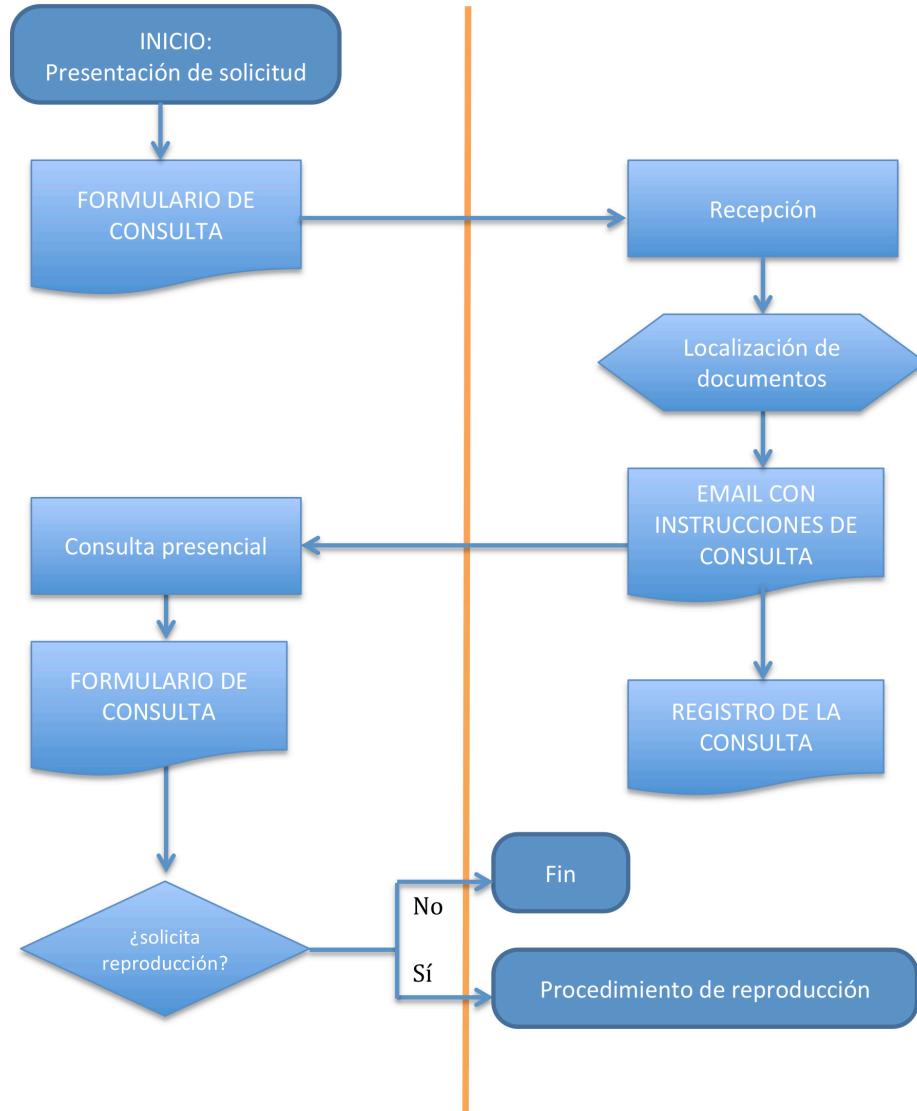 INICIO:
Presentación de solicitud
FORMULARIO DE
CONSULTA
Recepción
Localización de
documentos
EMAIL CON
INSTRUCCIONES DE
CONSULTA
Consulta presencial
FORMULARIO DE
CONSULTA
REGISTRO DE LA
CONSULTA
¿solicita
reproducción?
No
Fin
Sí
Procedimiento de reproducción